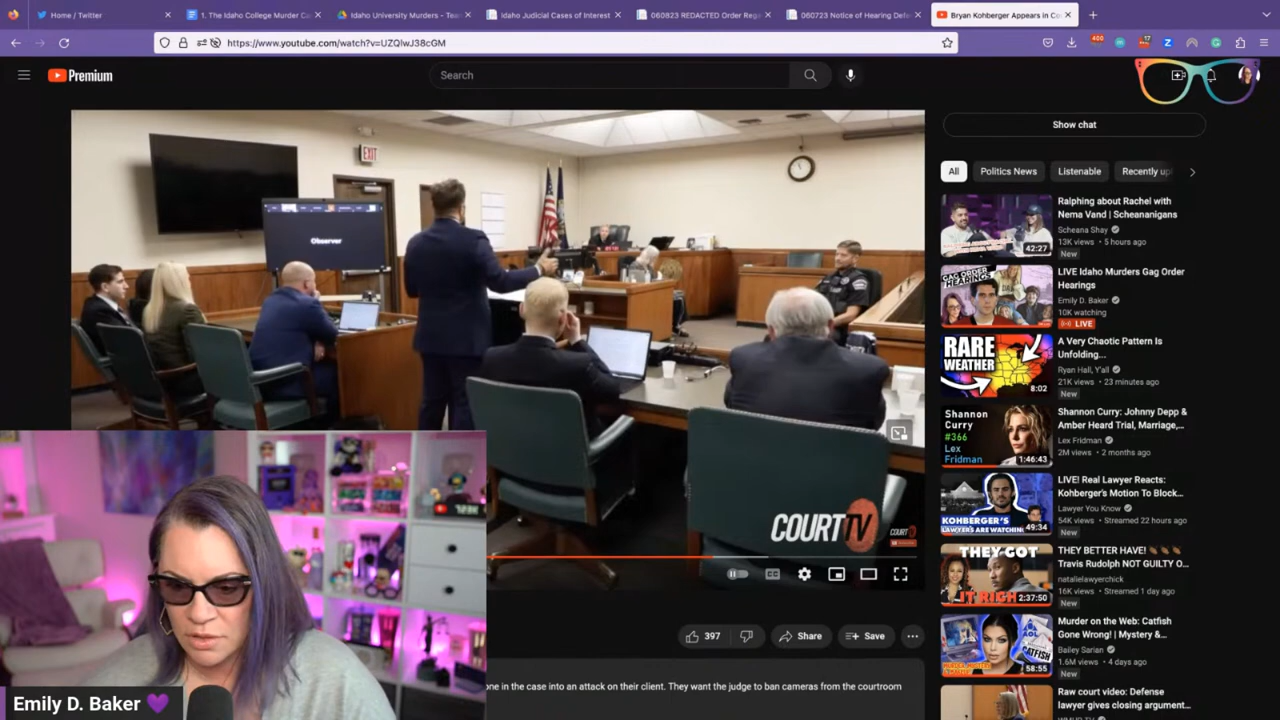 Home / Twitter
1. The Idaho College Murder Ca
Idaho University Murders - Tea
Idaho Judicial Cases of Interest
060823 REDACTED Order Reg
060723 Notice of Hearing Def
Bryan Kohberger Appears in Co
https://www.youtube.com/watch?v=UZQlwJ38cGM
400
17
Premium
Search
Show chat
All
Politics News
Listenable
Recently up
EXIT
Observer
COURT TV
397
Share
Save
one in the case into an attack on their client. They want the judge to ban cameras from the courtroom
Emily D. Baker
42:27
Ralphing about Rachel with
Nema Vand | Scheananigans
Scheana Shay
13K views • 5 hours ago
New
GAG ORDER
HEARINGS
LIVE Idaho Murders Gag Order
Hearings
Emily D. Baker
10K watching
LIVE
RARE
WEATHER
8:02
A Very Chaotic Pattern Is
Unfolding...
Ryan Hall, Y'all
21K views • 23 minutes ago
New
Shannon
Curry
#366
Lex
Fridman
1:46:43
Shannon Curry: Johnny Depp &
Amber Heard Trial, Marriage,...
Lex Fridman
2M views • 2 months ago
KOHBERGER'S
LAWYERS ARE WATCHING
49:34
LIVE! Real Lawyer Reacts:
Kohberger's Motion To Block...
Lawyer You Know
54K views • Streamed 22 hours ago
New
THEY GOT
IT RIGH
2:37:50
THEY BETTER HAVE!
Travis Rudolph NOT GUILTY O...
natalielawyerchick
16K views • Streamed 1 day ago
New
AOL
CATFISH
58:55
Murder on the Web: Catfish
Gone Wrong! | Mystery &...
Bailey Sarian
1.6M views • 4 days ago
New
Raw court video: Defense
lawyer gives closing argument...